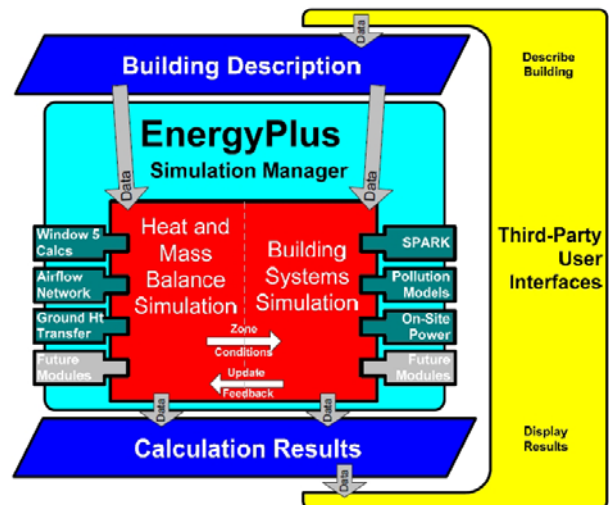 Data
Building Description
Describe
Building
EnergyPlus
Simulation Manager
Data
Data
Window 5
Calcs
Airflow
Network
Ground Ht
Transfer
Future
Modules
Heat and
Mass
Balance
Simulation
Building
Systems
Simulation
Zone
Conditions
Update
Feedback
SPARK
Pollution
Models
On-Site
Power
Future
Modules
Third-Party
User
Interfaces
Data
Data
Calculation Results
Display
Results
Data